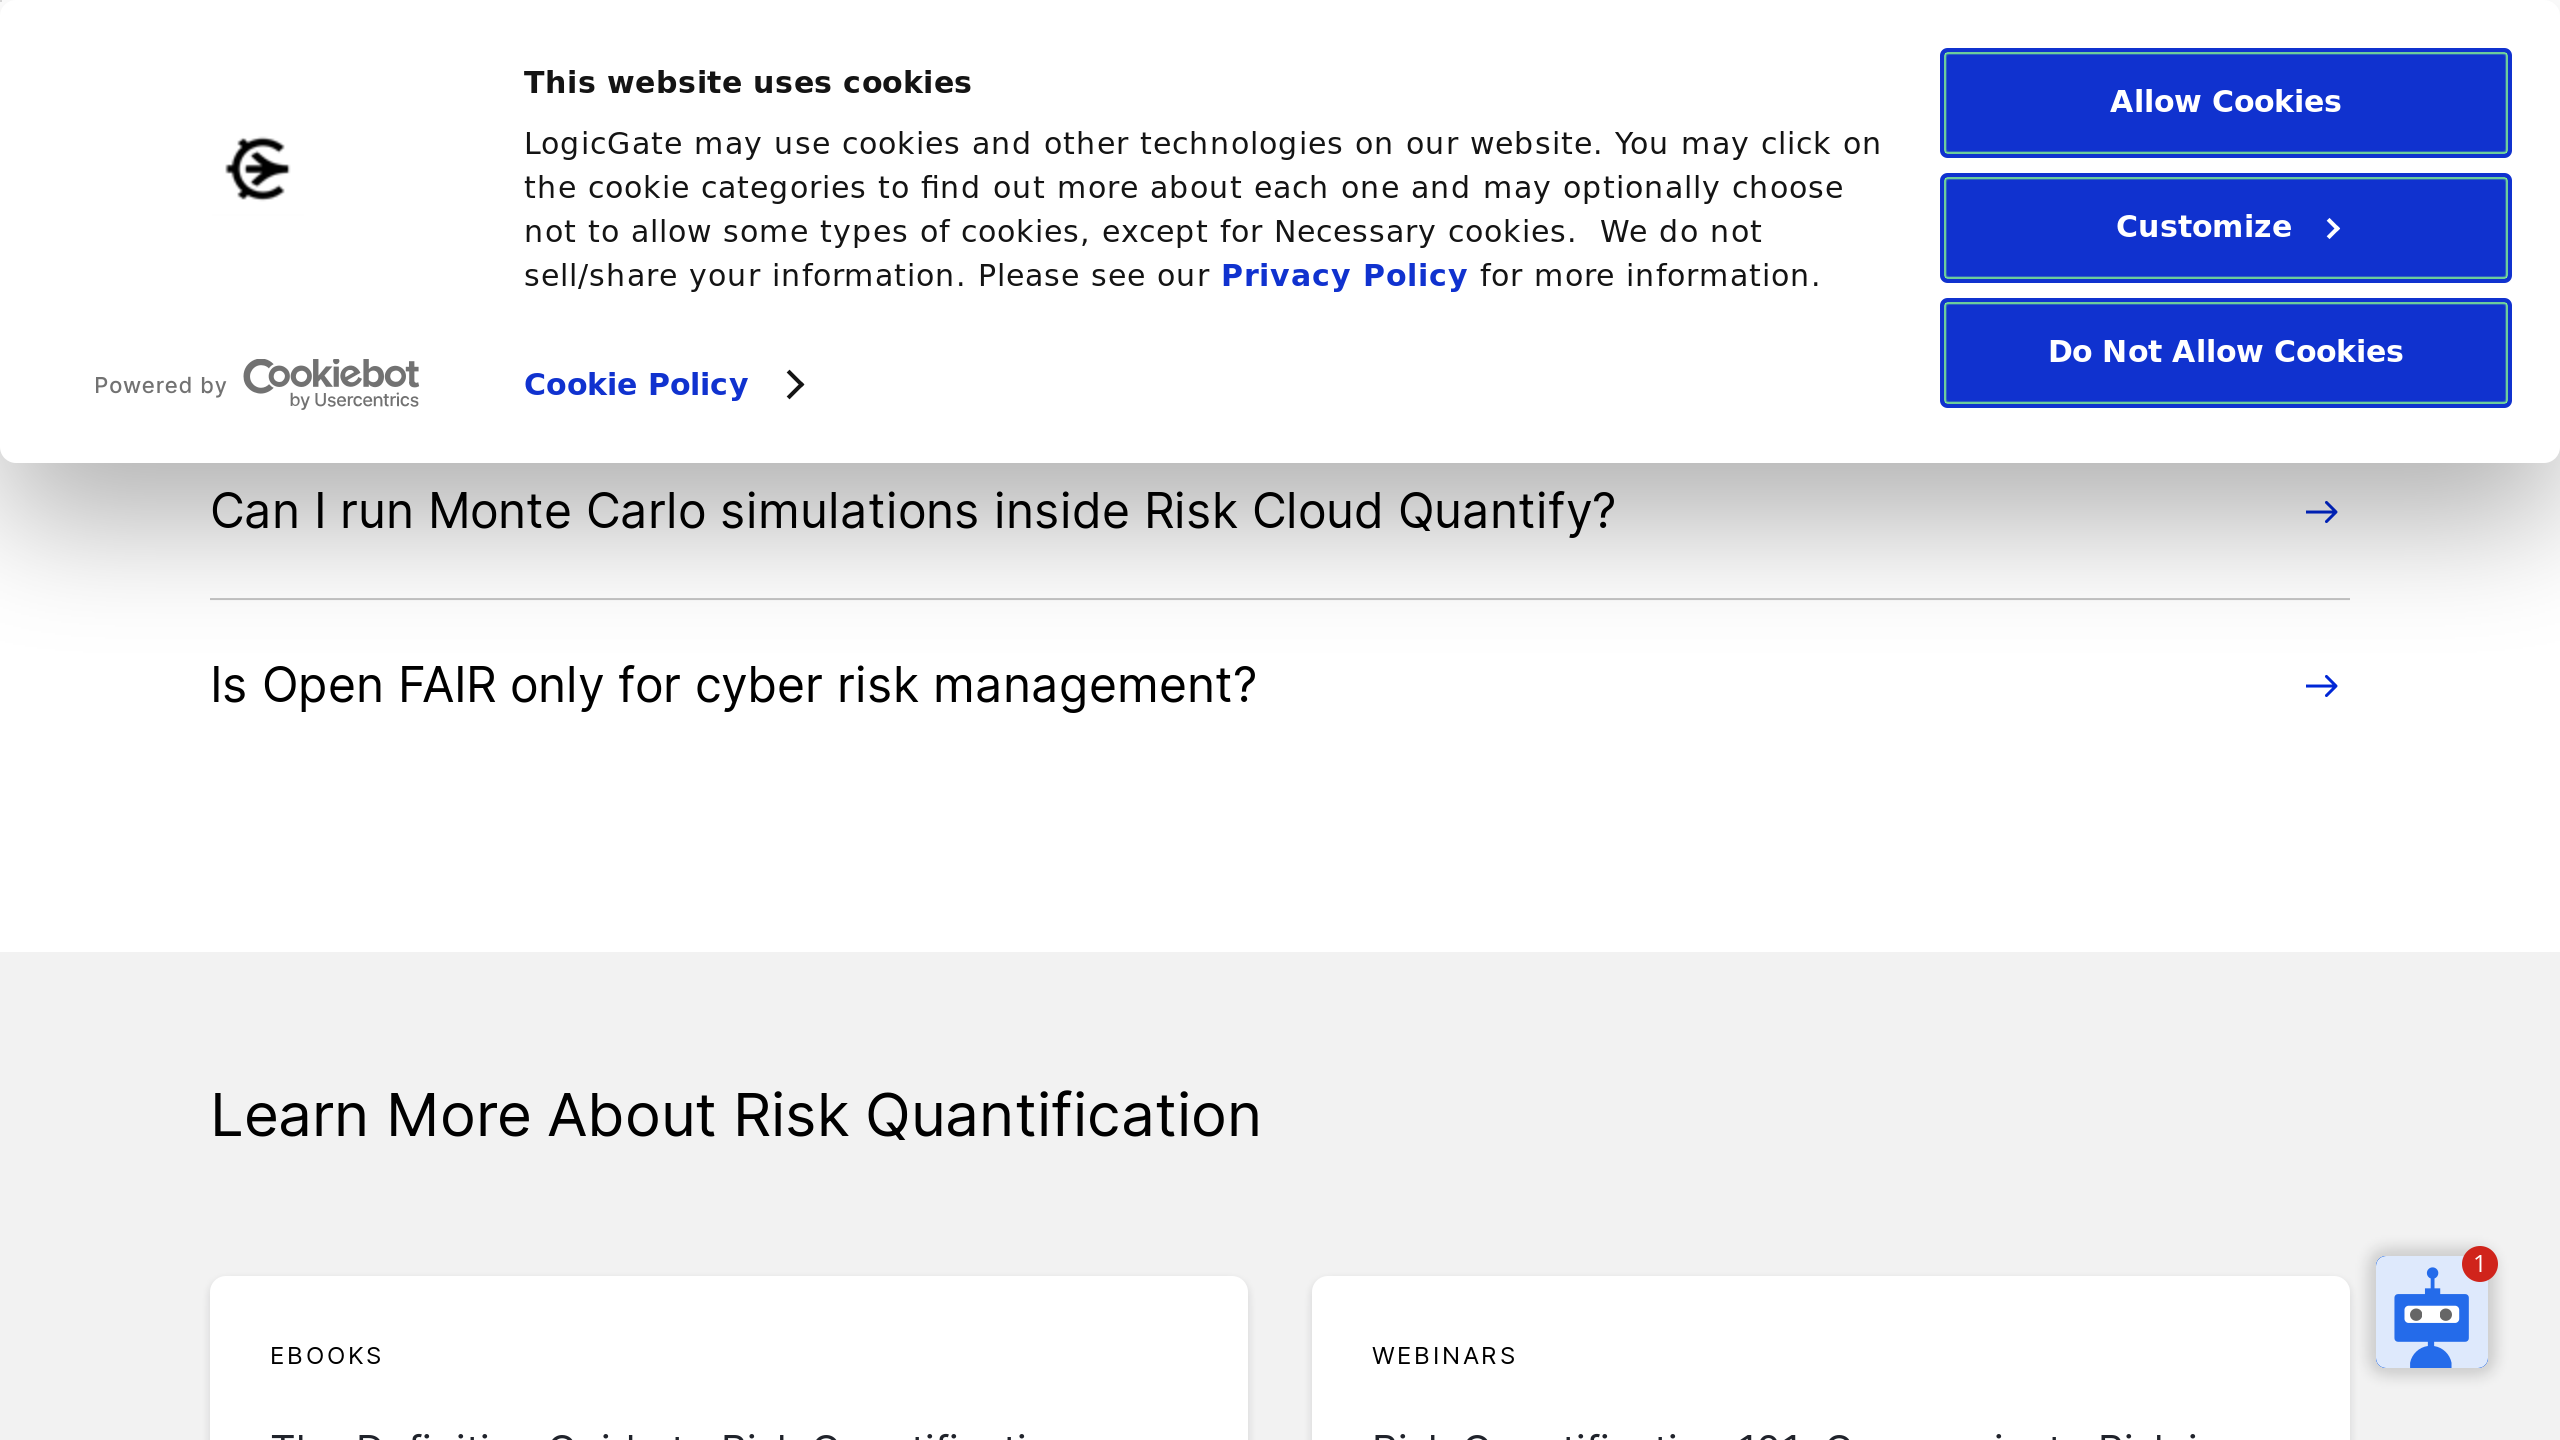 This website uses cookies
LogicGate may use cookies and other technologies on our website. You may click on
the cookie categories to find out more about each one and may optionally choose
not to allow some types of cookies, except for Necessary cookies.  We do not
sell/share your information. Please see our Privacy Policy for more information.
Powered by Cookiebot
by Usercentrics
Cookie Policy
Allow Cookies
Customize
Do Not Allow Cookies
Can I run Monte Carlo simulations inside Risk Cloud Quantify?
Is Open FAIR only for cyber risk management?
Learn More About Risk Quantification
1
EBOOKS
WEBINARS